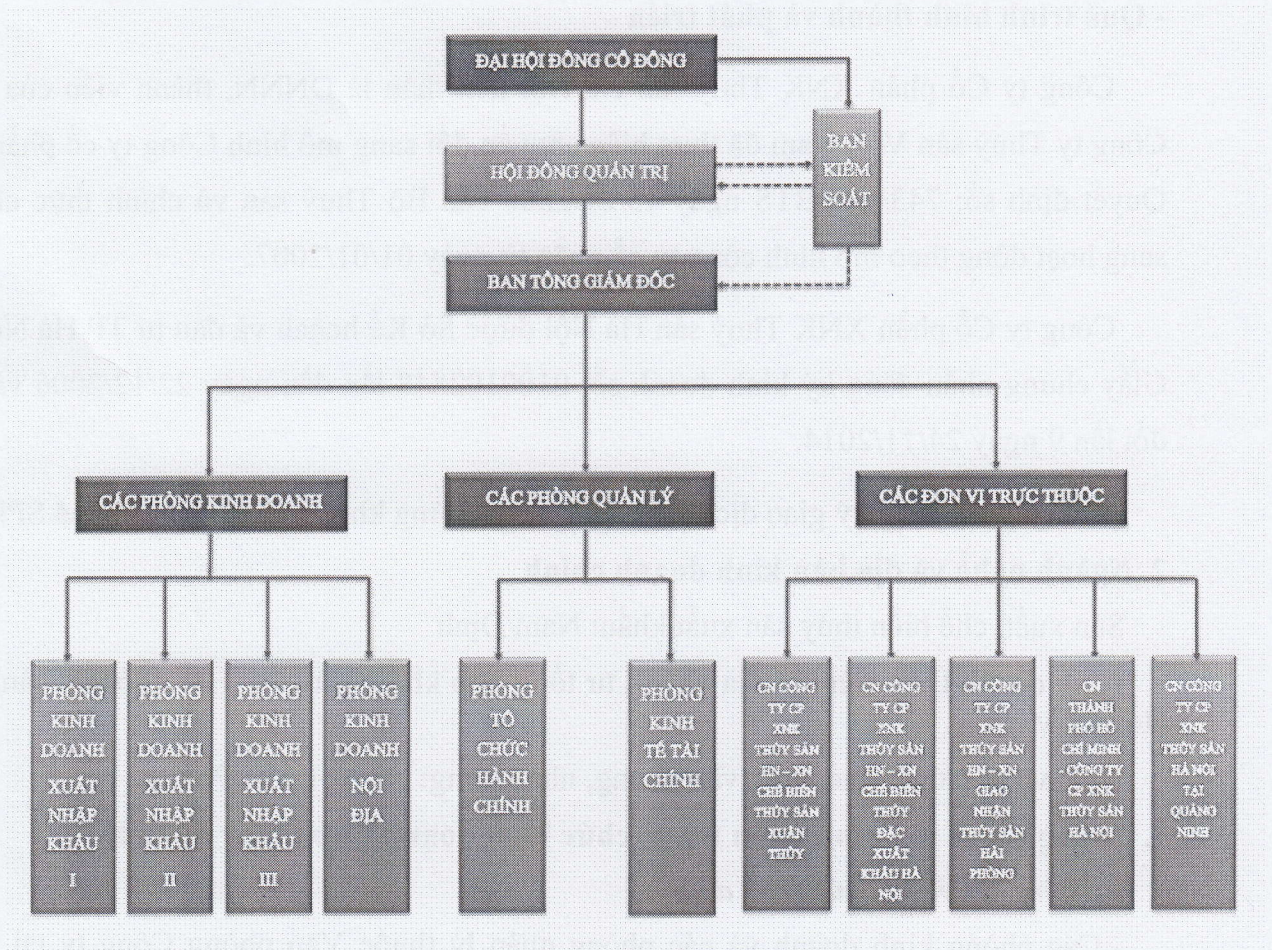 ĐẠI HỘI ĐỒNG CỔ ĐÔNG
BAN
KIỂM
SOÁT
HỘI ĐỒNG QUẢN TRỊ
BAN TỔNG GIÁM ĐỐC
CÁC PHÒNG KINH DOANH
CÁC PHÒNG QUẢN LÝ
CÁC ĐƠN VỊ TRỰC THUỘC
PHÒNG
KINH
DOANH
XUẤT
NHẬP
KHẨU
I
PHÒNG
KINH
DOANH
XUẤT
NHẬP
KHẨU
II
PHÒNG
KINH
DOANH
XUẤT
NHẬP
KHẨU
III
PHÒNG
KINH
DOANH
NỘI
ĐỊA
PHÒNG
TỔ
CHỨC
HÀNH
CHÍNH
PHÒNG
KINH
TẾ TÀI
CHÍNH
CN CÔNG
TY CP
XNK
THỦY SẢN
HN – XN
CHẾ BIẾN
THỦY SẢN
XUÂN
THỦY
CN CÔNG
TY CP
XNK
THỦY SẢN
HN – XN
CHẾ BIẾN
THỦY
ĐẶC
XUẤT
KHẨU HÀ
NỘI
CN CÔNG
TY CP
XNK
THỦY SẢN
HN – XN
GIAO
NHẬN
THỦY SẢN
HẢI
PHÒNG
CN
THÀNH
PHỐ HỒ
CHÍ MINH
- CÔNG TY
CP XNK
THỦY SẢN
HÀ NỘI
CN CÔNG
TY CP
XNK
THỦY SẢN
HÀ NỘI
TẠI
QUẢNG
NINH